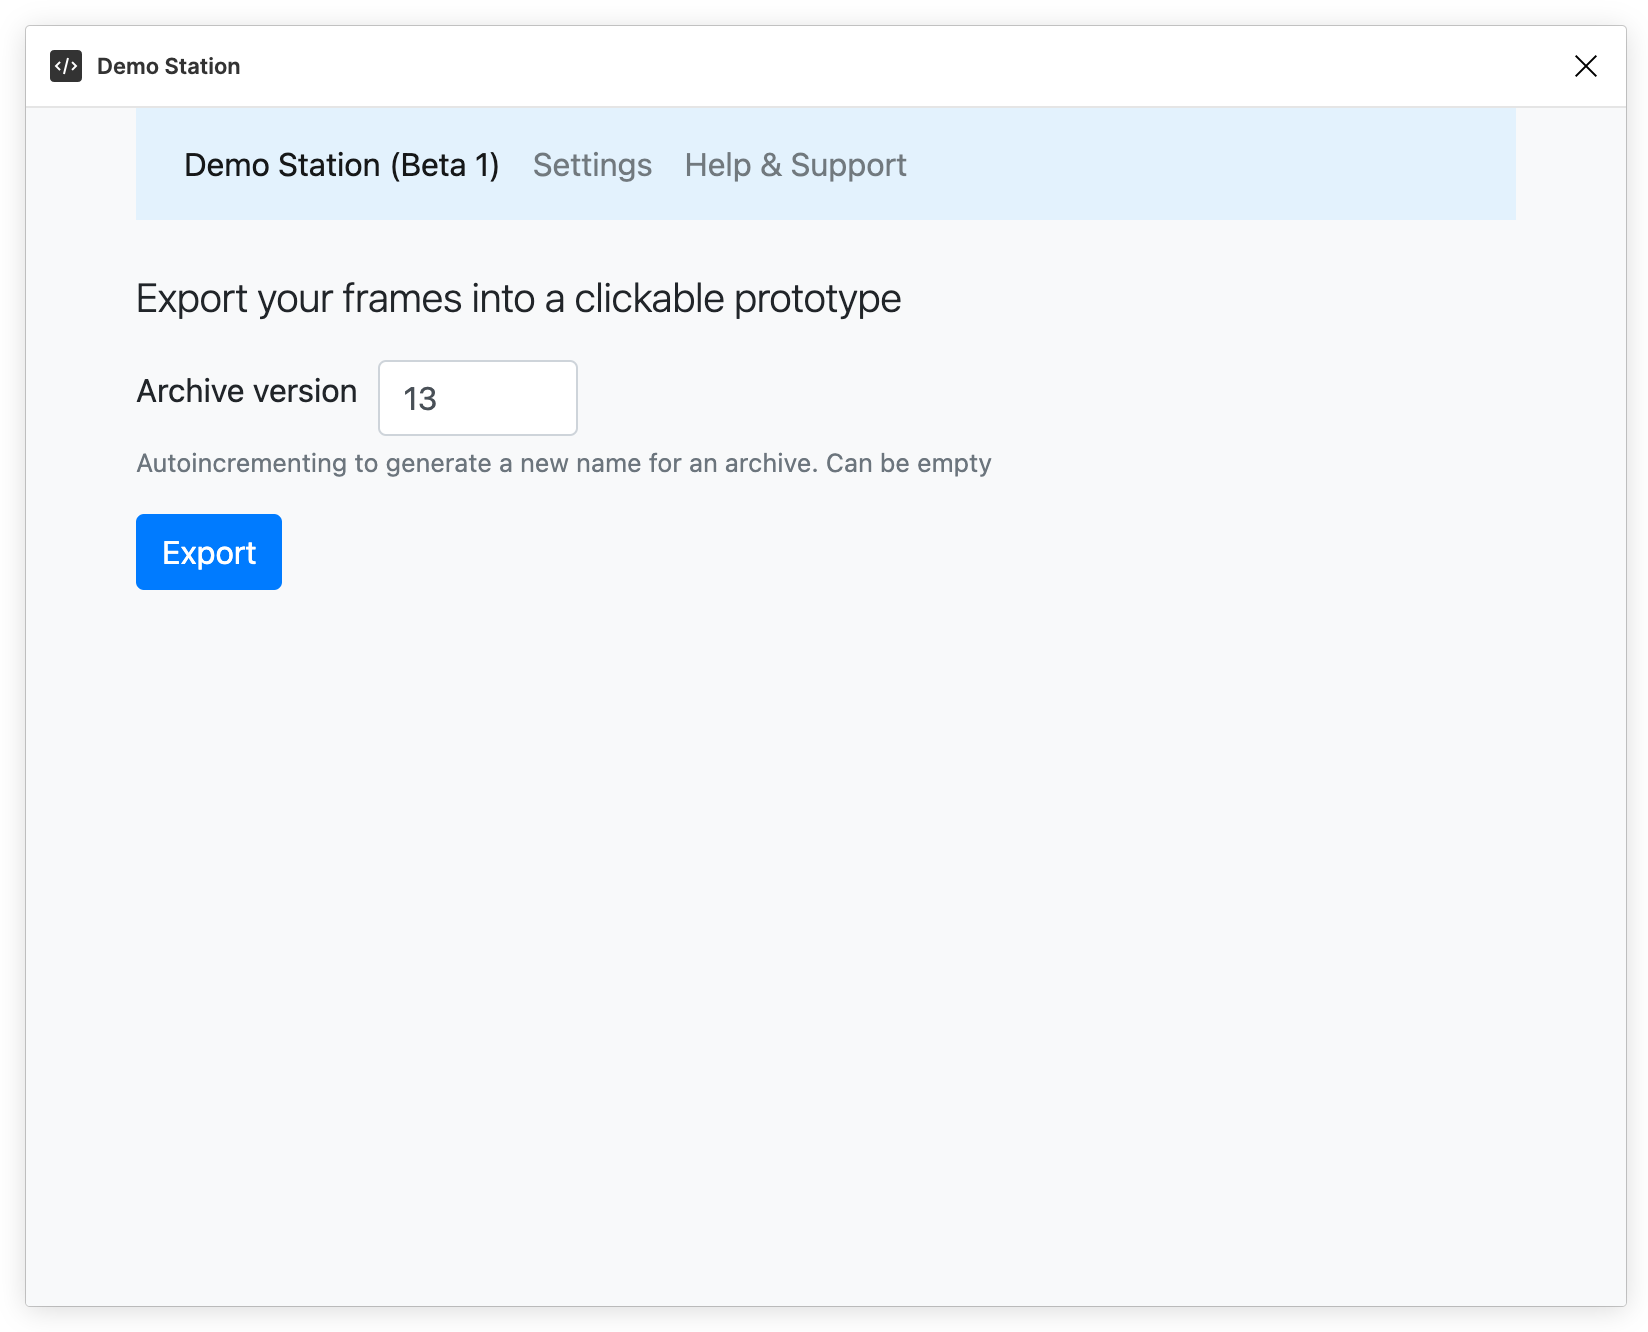 </> Demo Station
Demo Station (Beta 1) Settings Help & Support
Export your frames into a clickable prototype
Archive version 13
Autoincrementing to generate a new name for an archive. Can be empty
Export